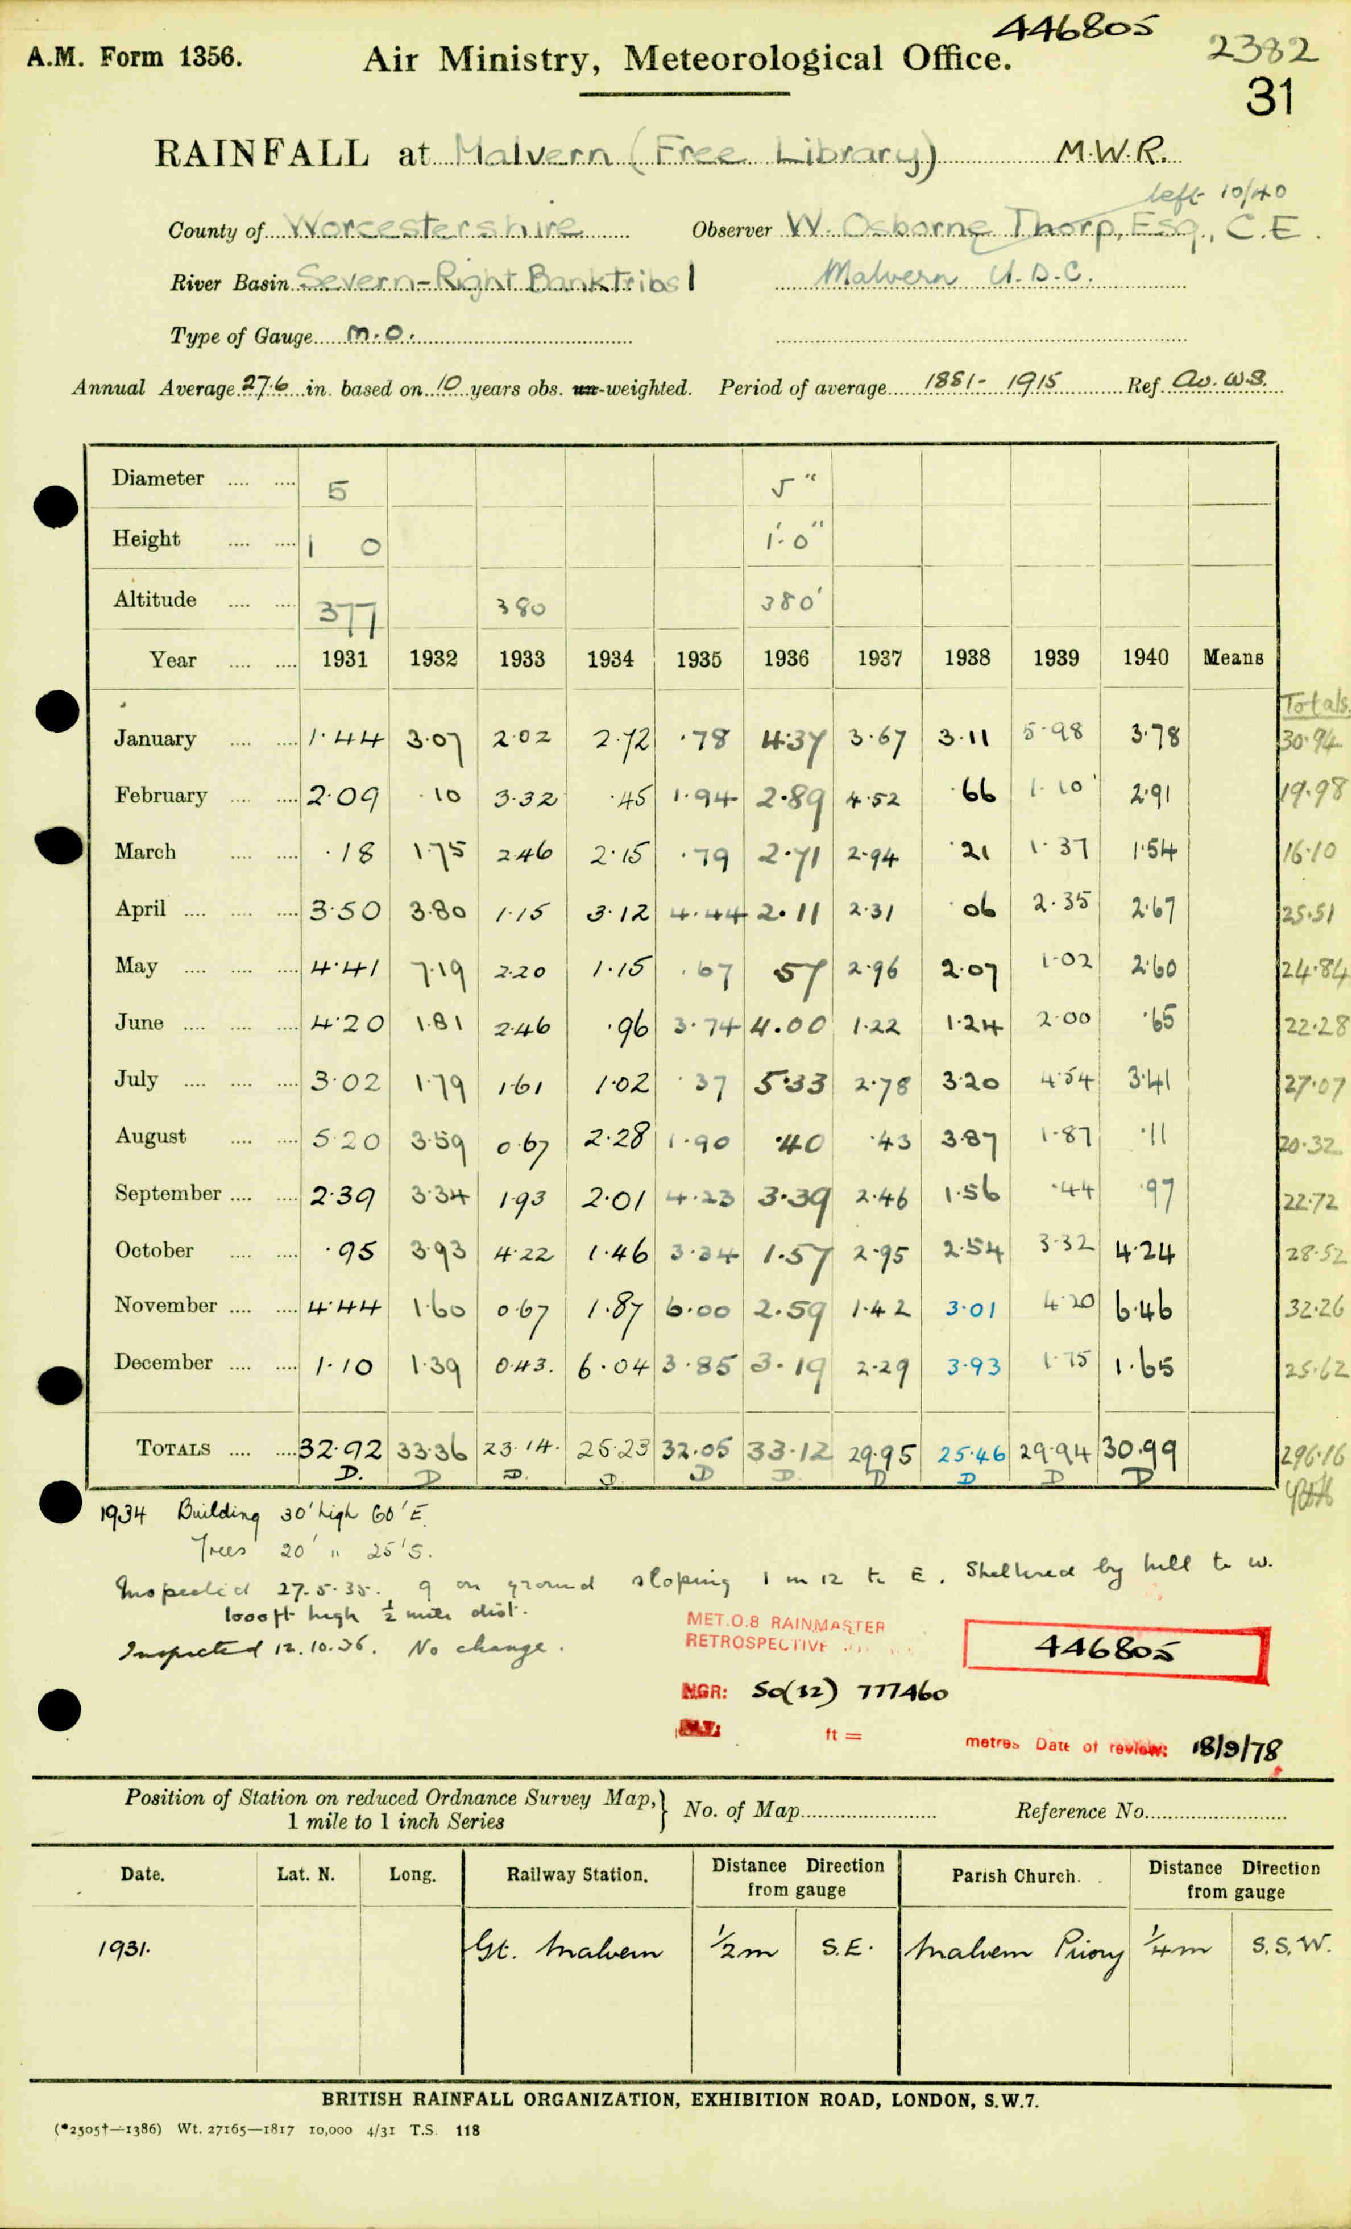 446805
A.M. Form 1356. Air Ministry, Meteorological Office. 2382
31
RAINFALL at Malvern (Free Library) M.W.R.
left 10/40
County of Worcestershire Observer W. Osborne Thorp, Esq., C.E.
River Basin Severn-Right Bank Tribs 1 Malvern U.D.C.
Type of Gauge M.O.
Annual Average 27.6 in. based on 10 years obs. un-weighted. Period of average 1881-1915 Ref. Av. W.S.
Diameter 5 5"
Height 1 0 1'-0"
Altitude 377 380 380'
Year 1931 1932 1933 1934 1935 1936 1937 1938 1939 1940 Means
Totals
January 1.44 3.07 2.02 2.72 .78 4.37 3.67 3.11 5.98 3.78 30.94
February 2.09 .10 3.32 .45 1.94 2.89 4.52 .66 1.10 2.91 19.98
March .18 1.75 2.46 2.15 .79 2.71 2.94 .21 1.37 1.54 16.10
April 3.50 3.80 1.15 3.12 4.44 2.11 2.31 .06 2.35 2.67 25.51
May 4.41 7.19 2.20 1.15 .67 .57 2.96 2.07 1.02 2.60 24.84
June 4.20 1.81 2.46 .96 3.74 4.00 1.22 1.24 2.00 .65 22.28
July 3.02 1.79 1.61 1.02 .37 5.33 2.78 3.20 4.54 3.41 27.07
August 5.20 3.59 0.67 2.28 1.90 .40 .43 3.87 1.87 .11 20.32
September 2.39 3.34 1.93 2.01 4.23 3.39 2.46 1.56 .44 .97 22.72
October .95 3.93 4.22 1.46 3.34 1.57 2.95 2.54 3.32 4.24 28.52
November 4.44 1.60 0.67 1.87 6.00 2.59 1.42 3.01 4.20 6.46 32.26
December 1.10 1.39 0.43. 6.04 3.85 3.19 2.29 3.93 1.75 1.65 25.62
TOTALS 32.92 33.36 23.14. 25.23 32.05 33.12 29.95 25.46 29.94 30.99 296.16
D. D D. D D D. D D D D
1934 Building 30' high 60' E.
Trees 20' " 25' S.
Inspected 27.5.35. g on ground sloping 1 in 12 to E. Sheltered by hill to W.
1000 ft high ½ mile dist.
Inspected 12.10.36. No change.
MET.O.8 RAINMASTER
RETROSPECTIVE
446805
NGR: SO(32) 777460
ft = metres Date of review: 18/9/78
Position of Station on reduced Ordnance Survey Map, } No. of Map Reference No.
1 mile to 1 inch Series
Date. Lat. N. Long. Railway Station. Distance Direction from gauge Parish Church. Distance Direction from gauge
1931. Gt. Malvern ½ m S.E. Malvern Priory ¼ m S.S.W.
BRITISH RAINFALL ORGANIZATION, EXHIBITION ROAD, LONDON, S.W.7.
(*2505†—1386) Wt. 27165—1817 10,000 4/31 T.S. 118